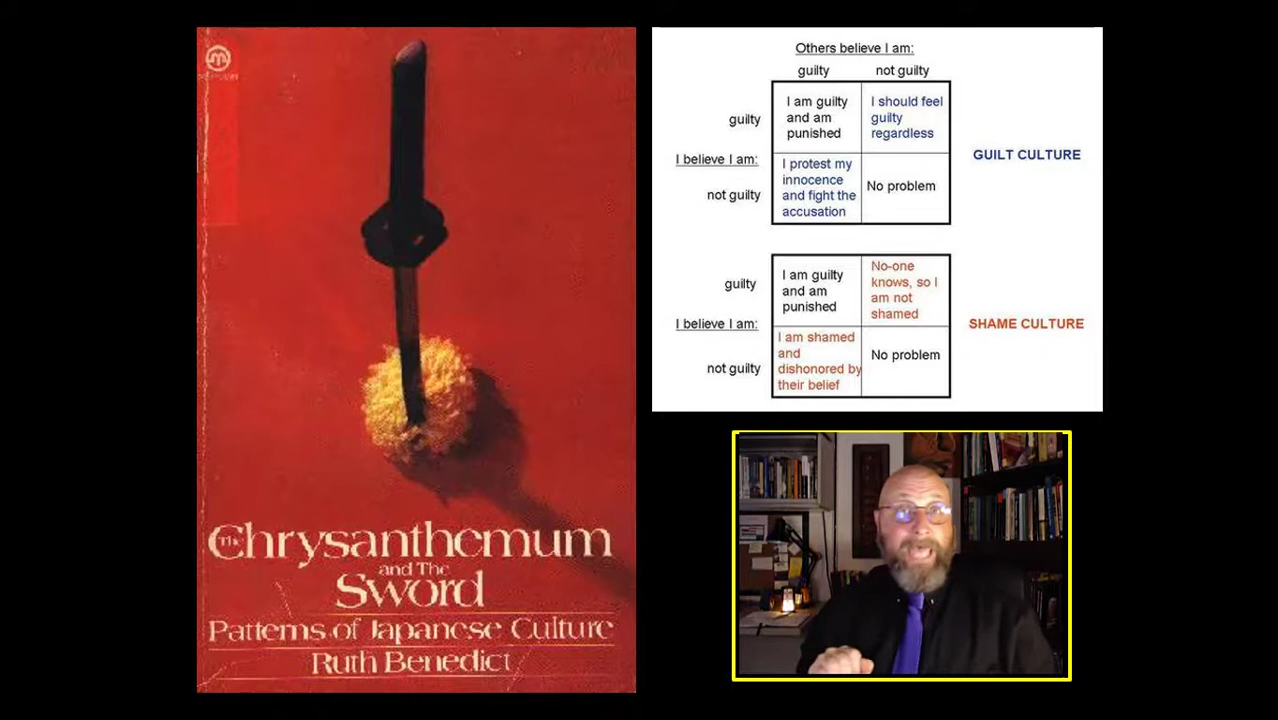 The Chrysanthemum
and The
Sword
Patterns of Japanese Culture
Ruth Benedict
Others believe I am:
guilty not guilty
guilty
I am guilty
and am
punished
I should feel
guilty
regardless
I believe I am:
not guilty
I protest my
innocence
and fight the
accusation
No problem
GUILT CULTURE
guilty
I am guilty
and am
punished
No-one
knows, so I
am not
shamed
I believe I am:
not guilty
I am shamed
and
dishonored by
their belief
No problem
SHAME CULTURE